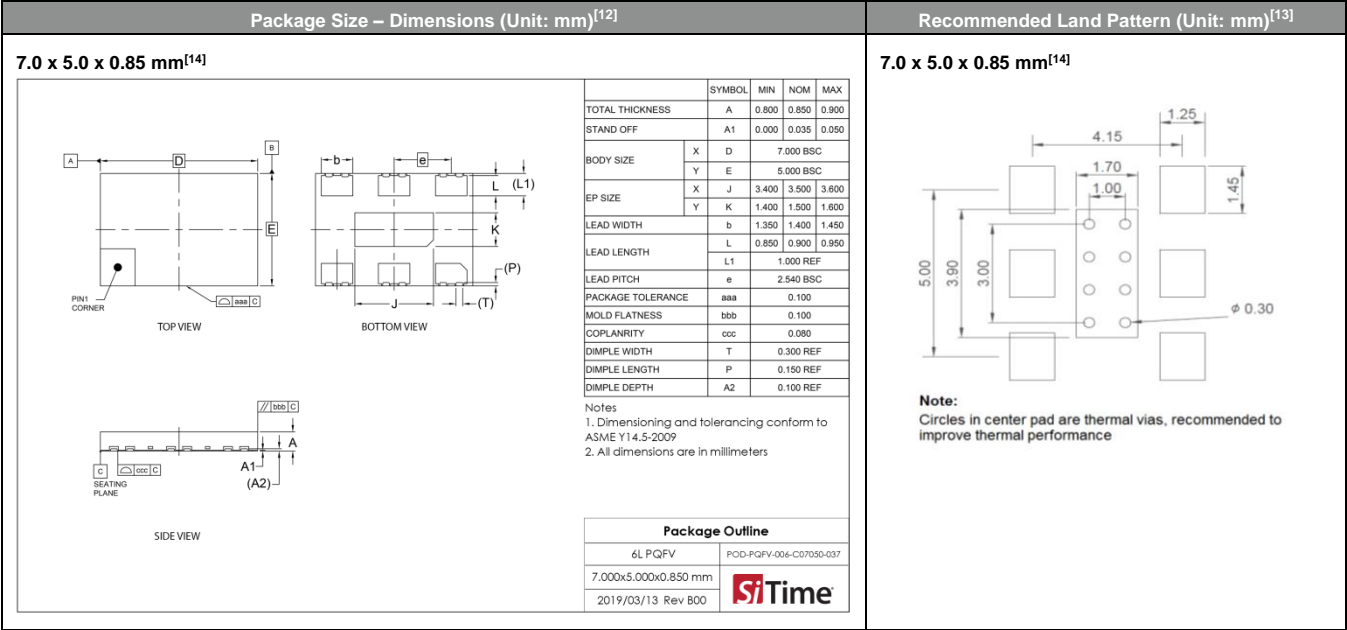 Package Size – Dimensions (Unit: mm)[12]
Recommended Land Pattern (Unit: mm)[13]
7.0 x 5.0 x 0.85 mm[14]
A
D
B
E
PIN1
CORNER
aaa C
TOP VIEW
b
e
L
(L1)
K
(P)
J
(T)
BOTTOM VIEW
// bbb C
A
A1
(A2)
C
ccc C
SEATING
PLANE
SIDE VIEW
SYMBOL MIN NOM MAX
TOTAL THICKNESS A 0.800 0.850 0.900
STAND OFF A1 0.000 0.035 0.050
BODY SIZE X D 7.000 BSC
Y E 5.000 BSC
EP SIZE X J 3.400 3.500 3.600
Y K 1.400 1.500 1.600
LEAD WIDTH b 1.350 1.400 1.450
LEAD LENGTH L 0.850 0.900 0.950
L1 1.000 REF
LEAD PITCH e 2.540 BSC
PACKAGE TOLERANCE aaa 0.100
MOLD FLATNESS bbb 0.100
COPLANRITY ccc 0.080
DIMPLE WIDTH T 0.300 REF
DIMPLE LENGTH P 0.150 REF
DIMPLE DEPTH A2 0.100 REF
Notes
1. Dimensioning and tolerancing conform to
ASME Y14.5-2009
2. All dimensions are in millimeters
Package Outline
6L PQFV POD-PQFV-006-C07050-037
7.000x5.000x0.850 mm
2019/03/13 Rev B00
SiTime
7.0 x 5.0 x 0.85 mm[14]
1.25
4.15
1.70
1.00
1.45
5.00
3.90
3.00
ø 0.30
Note:
Circles in center pad are thermal vias, recommended to
improve thermal performance